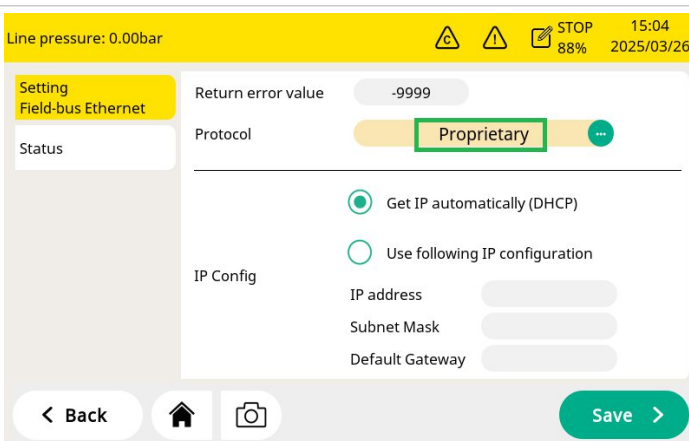 Line pressure: 0.00bar
C
!
STOP
88%
15:04
2025/03/26
Setting
Field-bus Ethernet
Status
Return error value -9999
Protocol Proprietary ...
Get IP automatically (DHCP)
Use following IP configuration
IP Config
IP address
Subnet Mask
Default Gateway
< Back
Save >